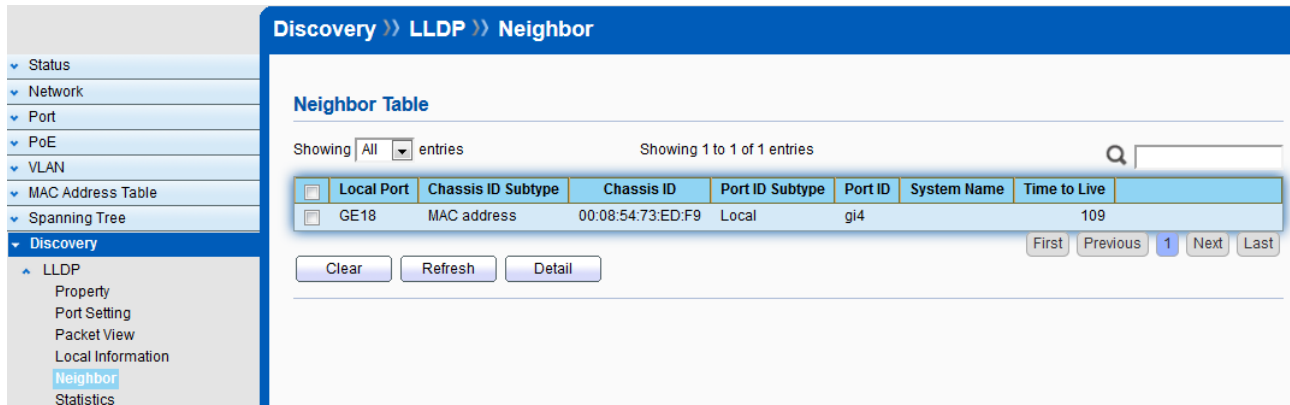 Discovery》LLDP》Neighbor
Status
Network
Port
PoE
VLAN
MAC Address Table
Spanning Tree
Discovery
LLDP
Property
Port Setting
Packet View
Local Information
Neighbor
Statistics
Neighbor Table
Showing All entries Showing 1 to 1 of 1 entries
Local Port Chassis ID Subtype Chassis ID Port ID Subtype Port ID System Name Time to Live
GE18 MAC address 00:08:54:73:ED:F9 Local gi4 109
First Previous 1 Next Last
Clear Refresh Detail